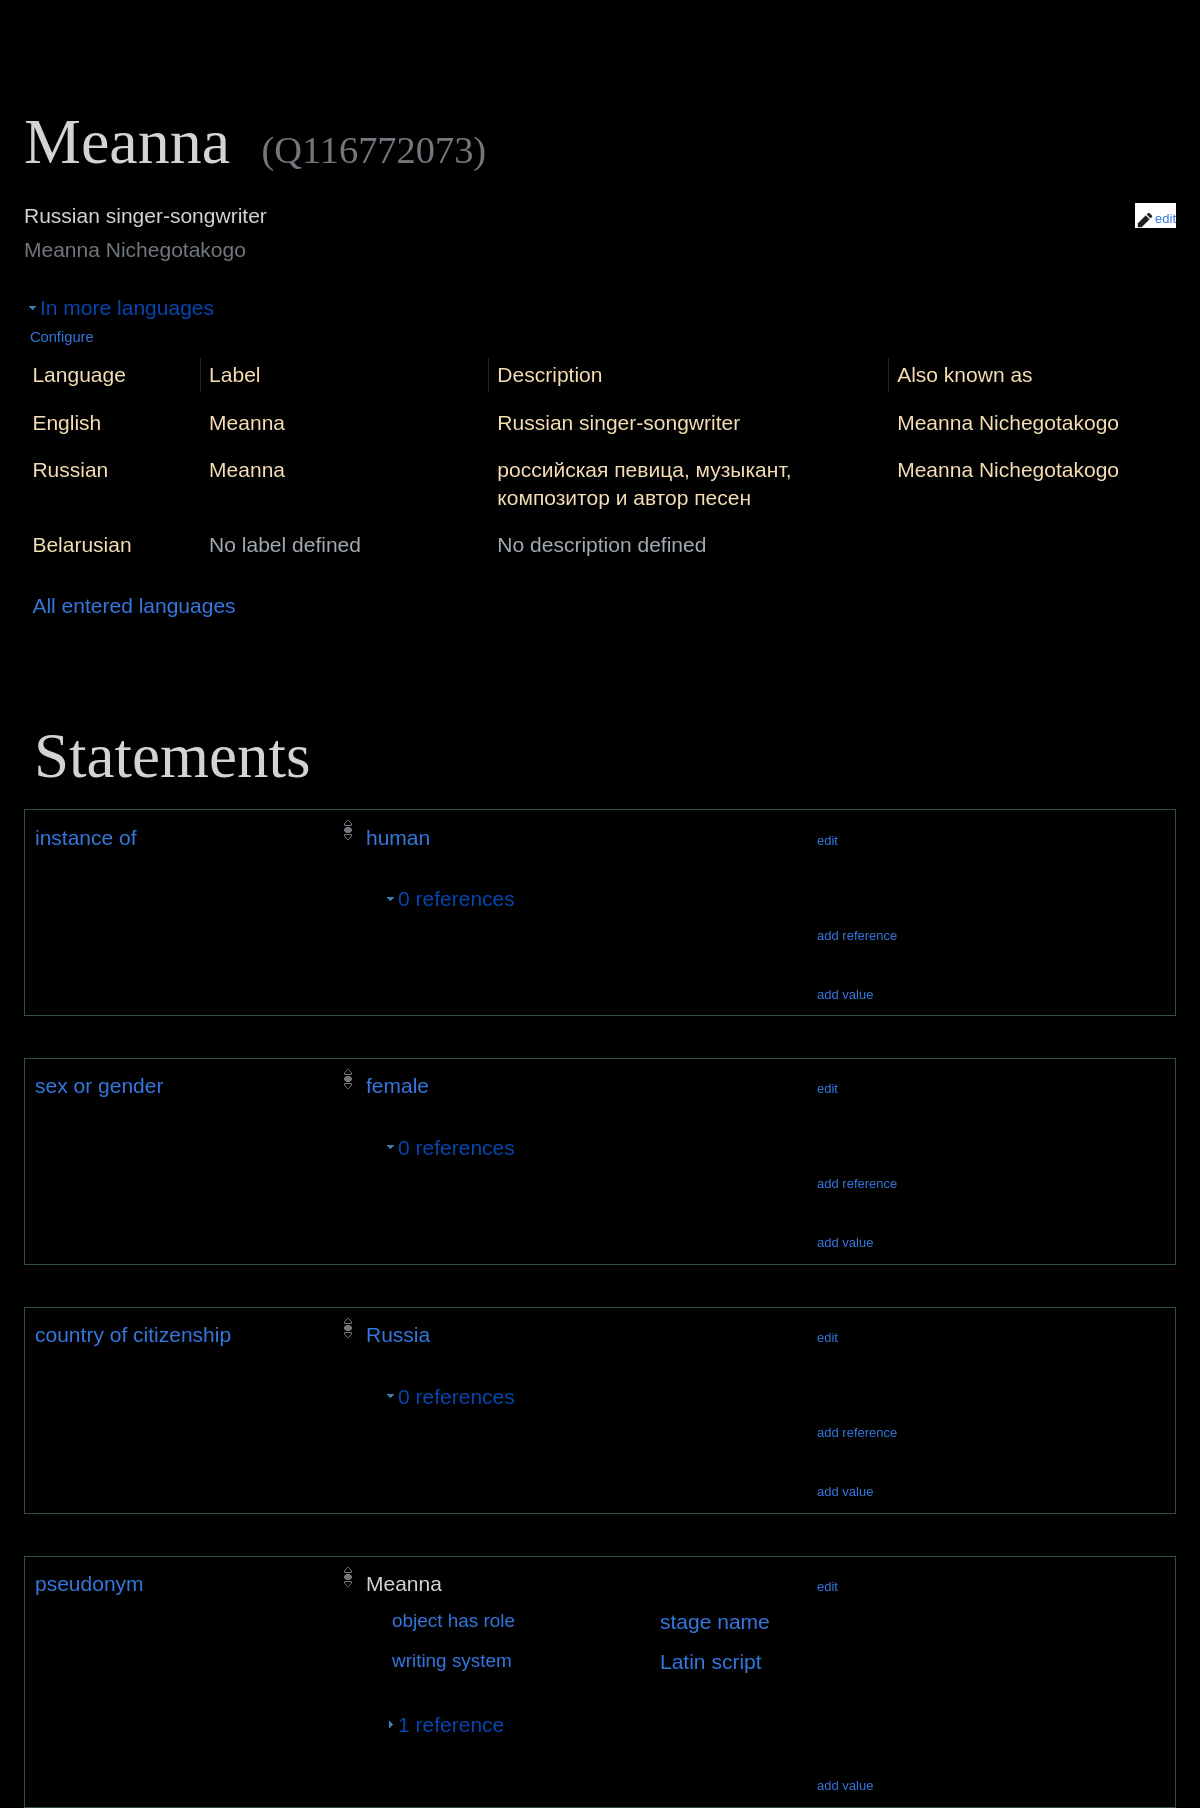 Meanna (Q116772073)
Russian singer-songwriter
edit
Meanna Nichegotakogo
In more languages
Configure
Language Label Description Also known as
English Meanna Russian singer-songwriter Meanna Nichegotakogo
Russian Meanna российская певица, музыкант, Meanna Nichegotakogo
композитор и автор песен
Belarusian No label defined No description defined
All entered languages
Statements
instance of human edit
0 references
add reference
add value
sex or gender female edit
0 references
add reference
add value
country of citizenship Russia edit
0 references
add reference
add value
pseudonym Meanna edit
object has role stage name
writing system Latin script
1 reference
add value